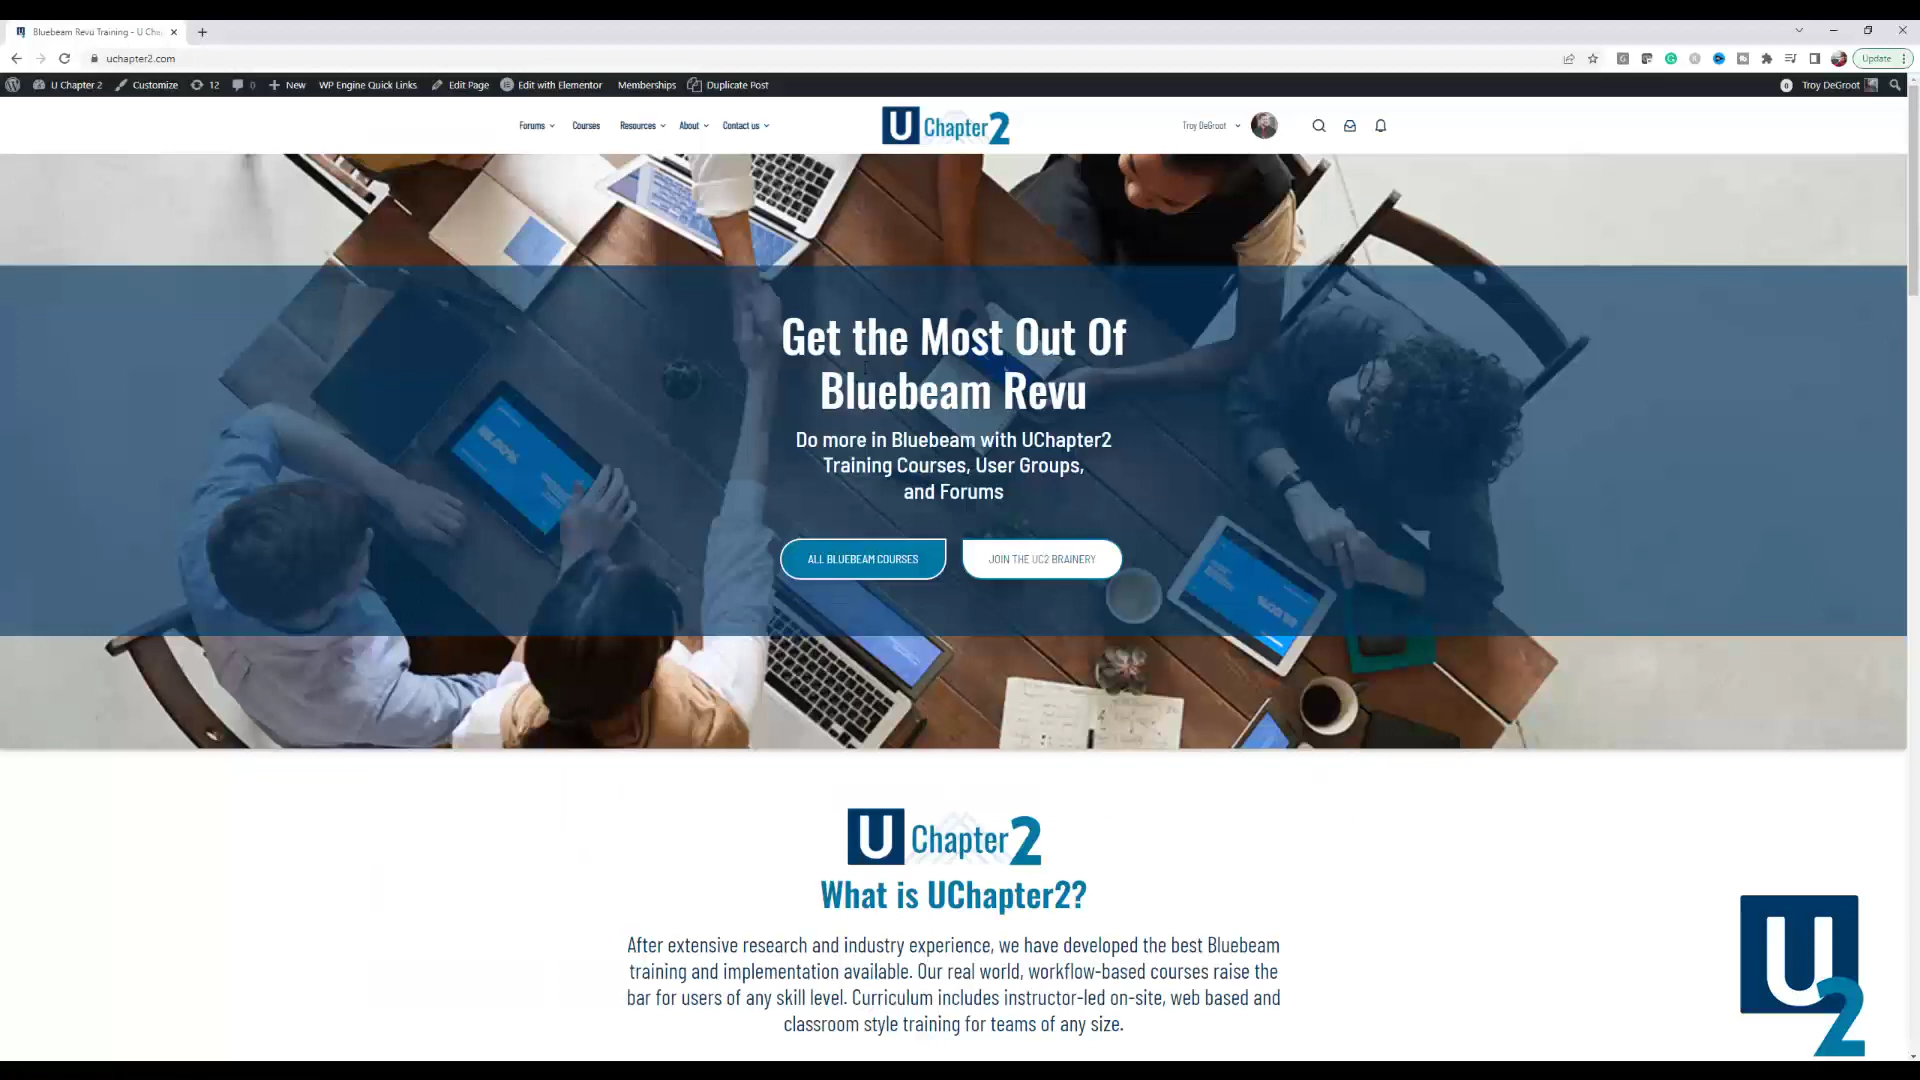 Bluebeam Revu Training - U Cha
uchapter2.com
Update
U Chapter 2
Customize
12
0
New
WP Engine Quick Links
Edit Page
Edit with Elementor
Memberships
Duplicate Post
0
Troy DeGroot
Forums
Courses
Resources
About
Contact us
U Chapter 2
Troy DeGroot
Get the Most Out Of
Bluebeam Revu
Do more in Bluebeam with UChapter2
Training Courses, User Groups,
and Forums
ALL BLUEBEAM COURSES
JOIN THE UC2 BRAINERY
U Chapter 2
What is UChapter2?
After extensive research and industry experience, we have developed the best Bluebeam
training and implementation available. Our real world, workflow-based courses raise the
bar for users of any skill level. Curriculum includes instructor-led on-site, web based and
classroom style training for teams of any size.
U2